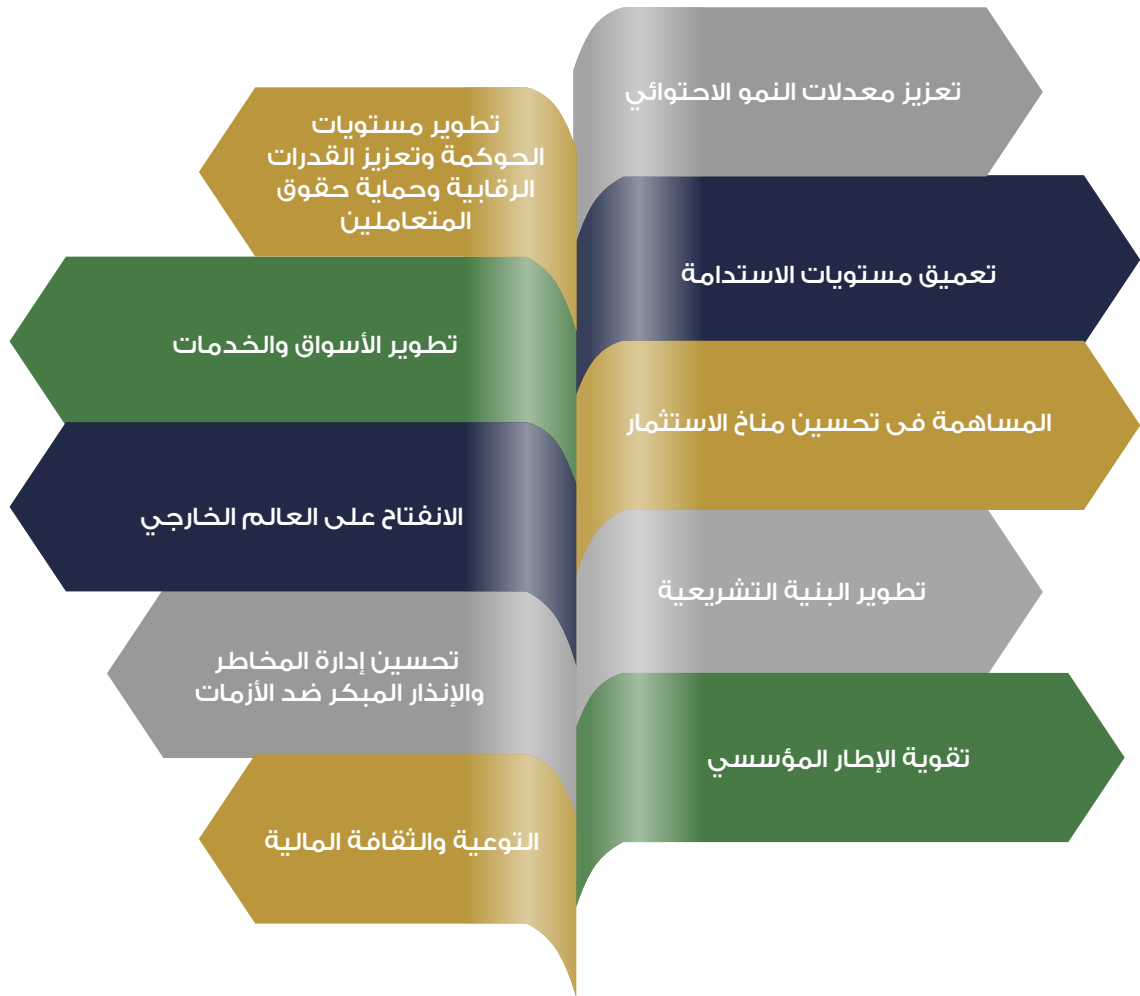 تعزيز معدلات النمو الاحتوائي
تطوير مستويات
الحوكمة وتعزيز القدرات
الرقابية وحماية حقوق
المتعاملين
تعميق مستويات الاستدامة
تطوير الأسواق والخدمات
المساهمة فى تحسين مناخ الاستثمار
الانفتاح على العالم الخارجي
تطوير البنية التشريعية
تحسين إدارة المخاطر
والإنذار المبكر ضد الأزمات
تقوية الإطار المؤسسي
التوعية والثقافة المالية